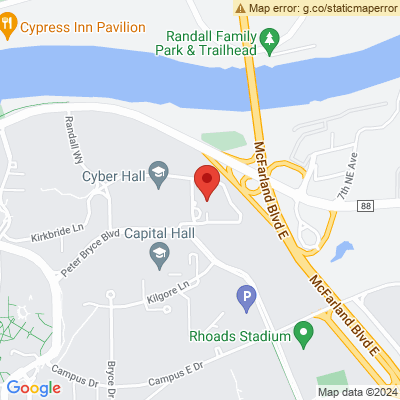 Map error: g.co/staticmaperror
Cypress Inn Pavilion
Randall Family
Park & Trailhead
Randall Wy
McFarland Blvd E
Cyber Hall
7th NE Ave
88
Kirkbride Ln
Peter Bryce Blvd
Capital Hall
McFarland Blvd E
Kilgore Ln
P
Rhoads Stadium
Bryce Dr
Campus Dr
Campus E Dr
Google
Map data ©2024